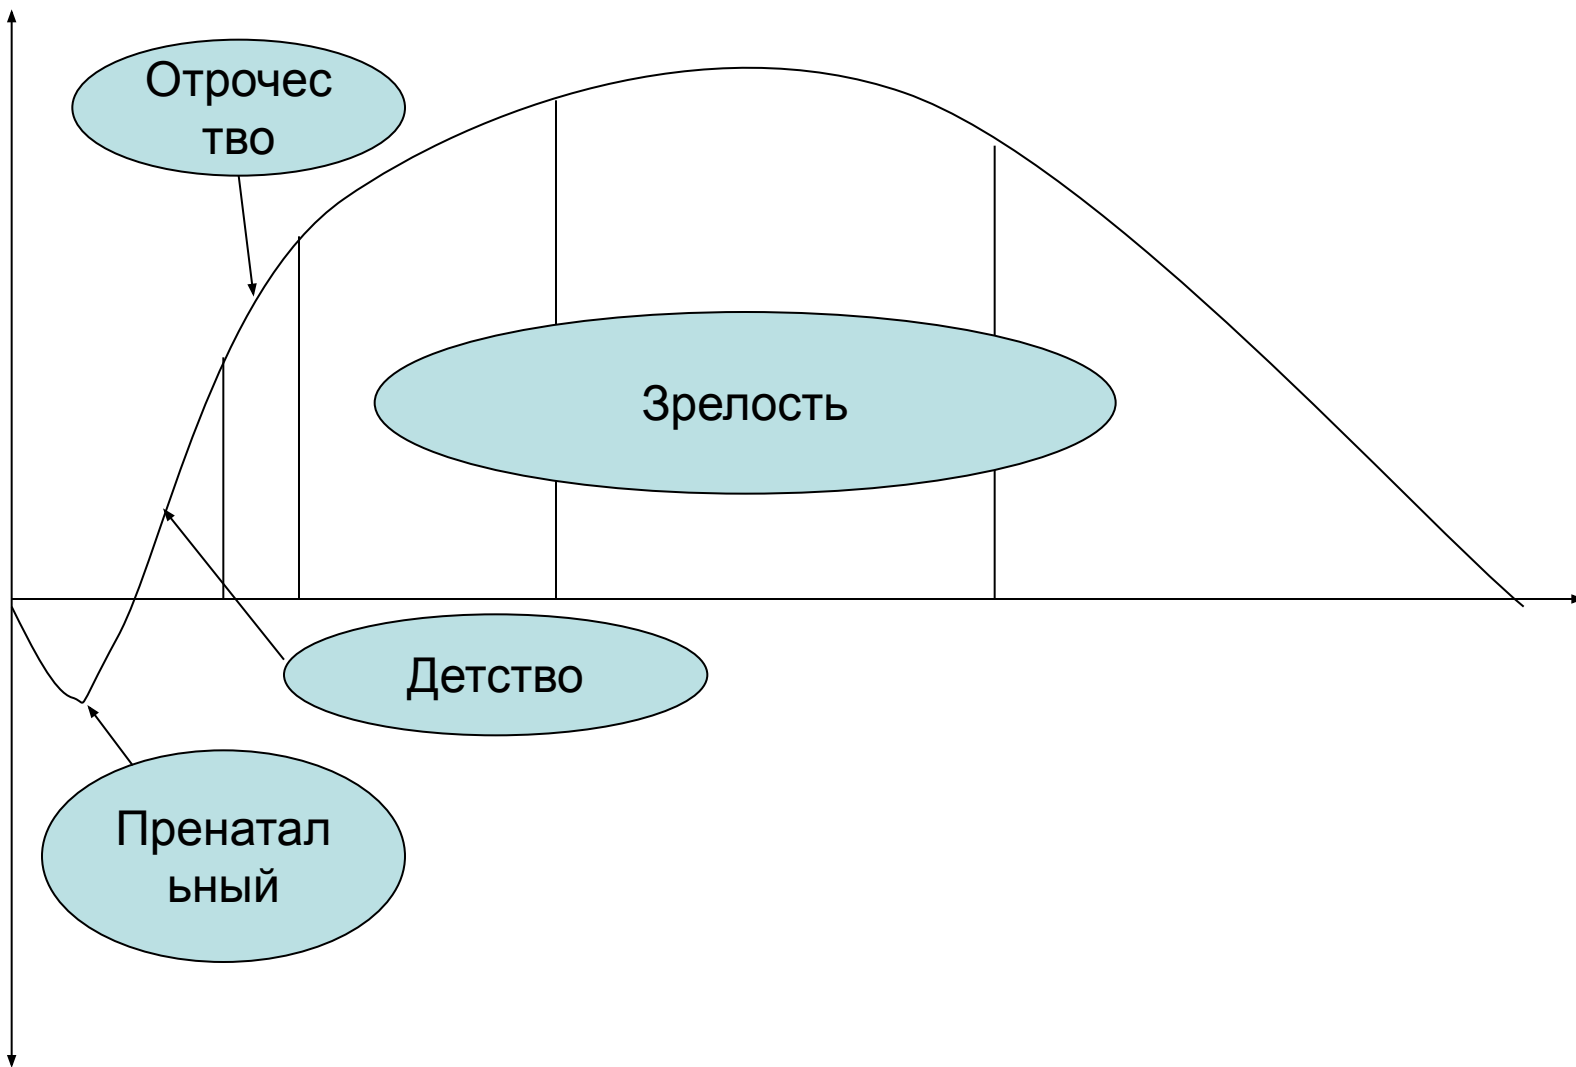 Отрочес
тво
Зрелость
Детство
Пренатал
ьный